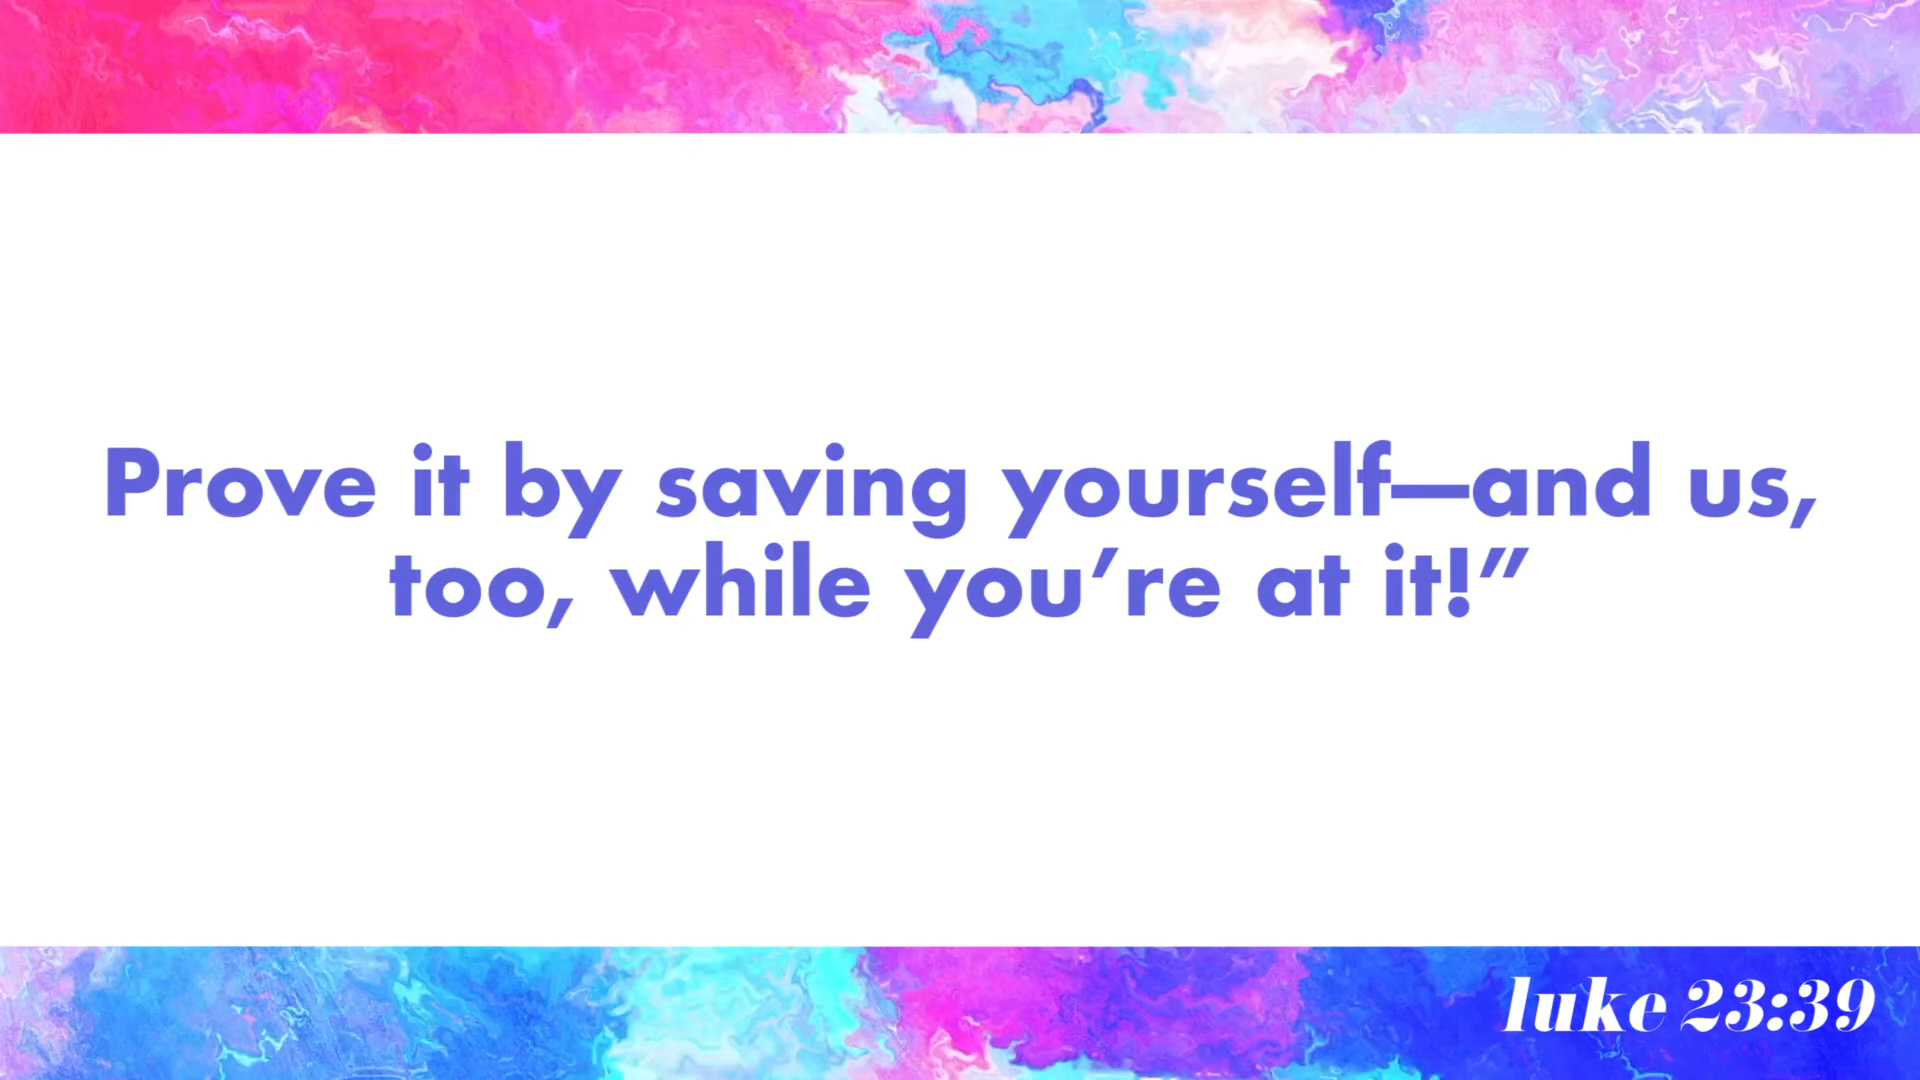 Prove it by saving yourself—and us,
too, while you’re at it!”
luke 23:39